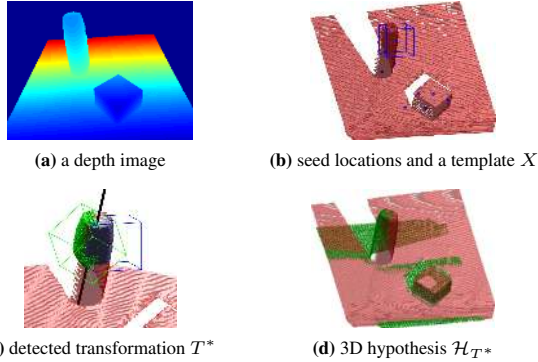 (a) a depth image
(b) seed locations and a template X
) detected transformation T*
(d) 3D hypothesis H_T*